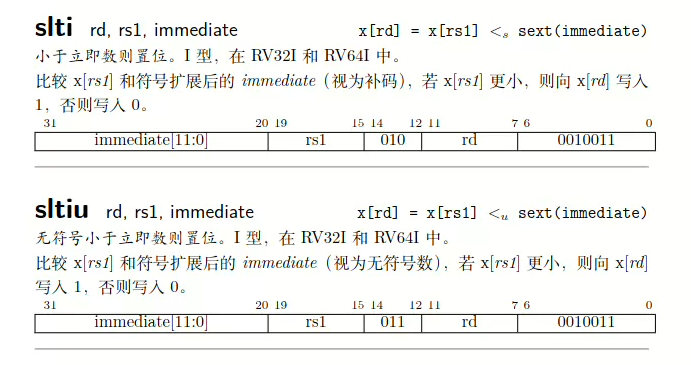 slti rd, rs1, immediate x[rd] = x[rs1] <ₛ sext(immediate)
小于立即数则置位。I 型，在 RV32I 和 RV64I 中。
比较 x[rs1] 和符号扩展后的 immediate（视为补码），若 x[rs1] 更小，则向 x[rd] 写入
1，否则写入 0。
31 20 19 15 14 12 11 7 6 0
immediate[11:0] rs1 010 rd 0010011
sltiu rd, rs1, immediate x[rd] = x[rs1] <ᵤ sext(immediate)
无符号小于立即数则置位。I 型，在 RV32I 和 RV64I 中。
比较 x[rs1] 和符号扩展后的 immediate（视为无符号数），若 x[rs1] 更小，则向 x[rd]
写入 1，否则写入 0。
31 20 19 15 14 12 11 7 6 0
immediate[11:0] rs1 011 rd 0010011